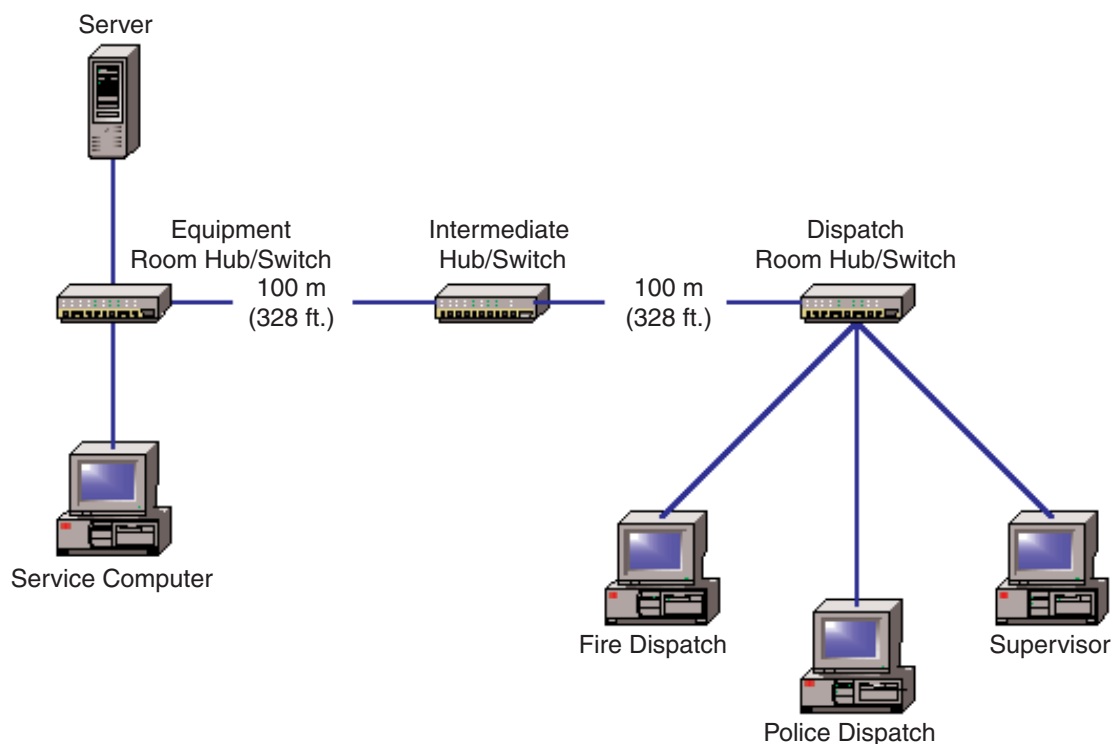 Server
Equipment
Room Hub/Switch
Intermediate
Hub/Switch
Dispatch
Room Hub/Switch
100 m
(328 ft.)
100 m
(328 ft.)
Service Computer
Fire Dispatch
Supervisor
Police Dispatch